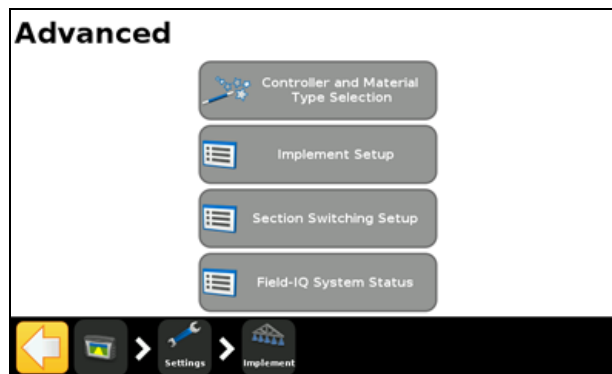 Advanced
Controller and Material
Type Selection
Implement Setup
Section Switching Setup
Field-IQ System Status
Settings
Implement